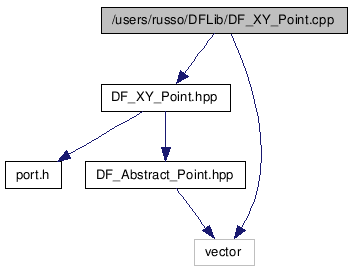 /users/russo/DFLib/DF_XY_Point.cpp
DF_XY_Point.hpp
port.h
DF_Abstract_Point.hpp
vector